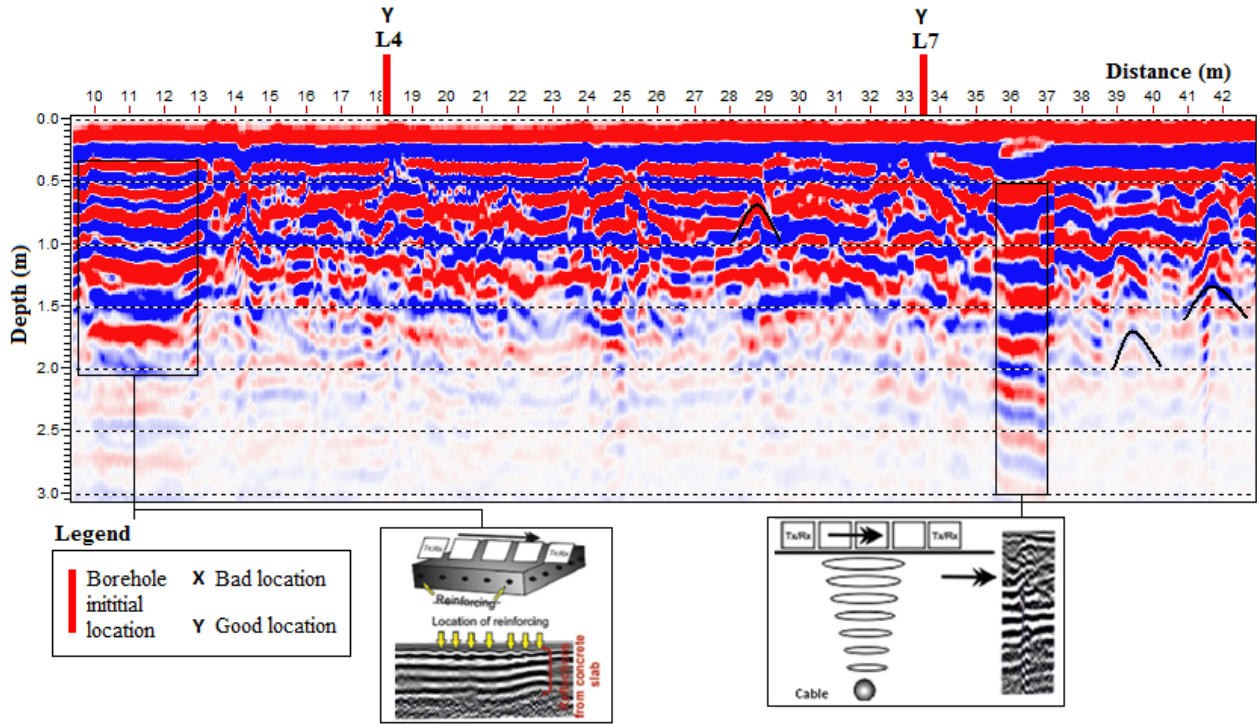 Y Y
L4 L7
Distance (m)
10 11 12 13 14 15 16 17 18 19 20 21 22 23 24 25 26 27 28 29 30 31 32 33 34 35 36 37 38 39 40 41 42
Depth (m)
0.0
0.5
1.0
1.5
2.0
2.5
3.0
Legend
Borehole
inititial
location
X Bad location
Y Good location
Tx/Rx Tx/Rx
Reinforcing
Location of reinforcing
from concrete
slab
Tx/Rx Tx/Rx
Cable